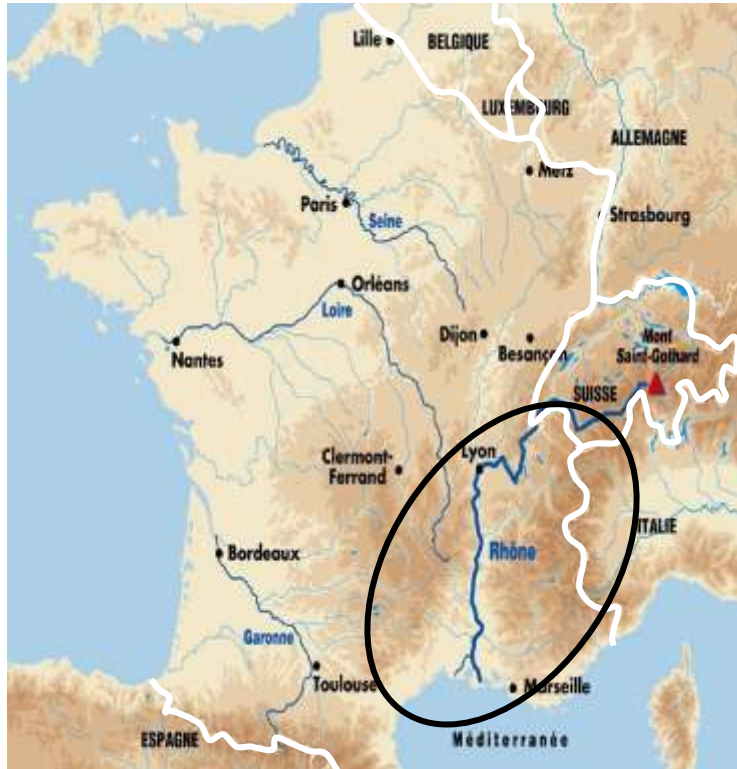 Lille
BELGIQUE
LUXEMBOURG
ALLEMAGNE
Metz
Paris
Seine
Strasbourg
Orléans
Loire
Dijon
Besançon
Mont
Saint-Gothard
Nantes
SUISSE
Lyon
Clermont-
Ferrand
ITALIE
Bordeaux
Rhône
Garonne
Toulouse
Marseille
ESPAGNE
Méditerranée